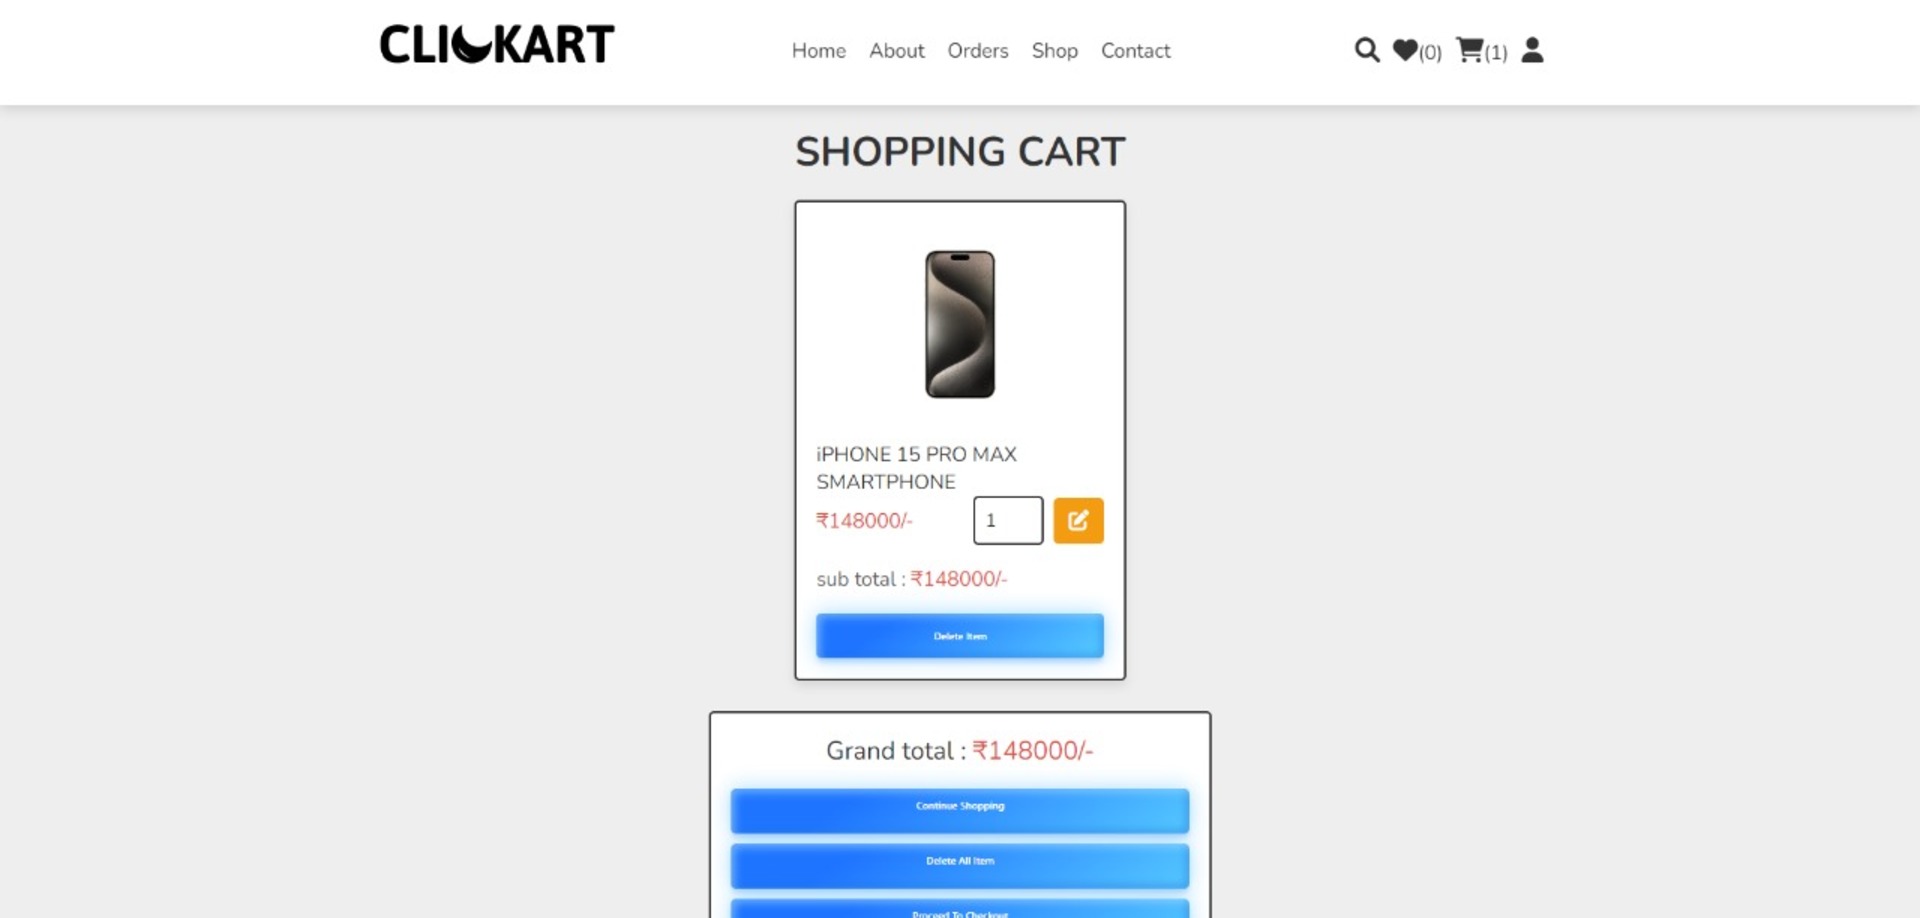 CLICKART
Home About Orders Shop Contact
(0) (1)
SHOPPING CART
iPHONE 15 PRO MAX
SMARTPHONE
₹148000/- 1
sub total : ₹148000/-
Delete Item
Grand total : ₹148000/-
Continue Shopping
Delete All Item
Proceed To Checkout